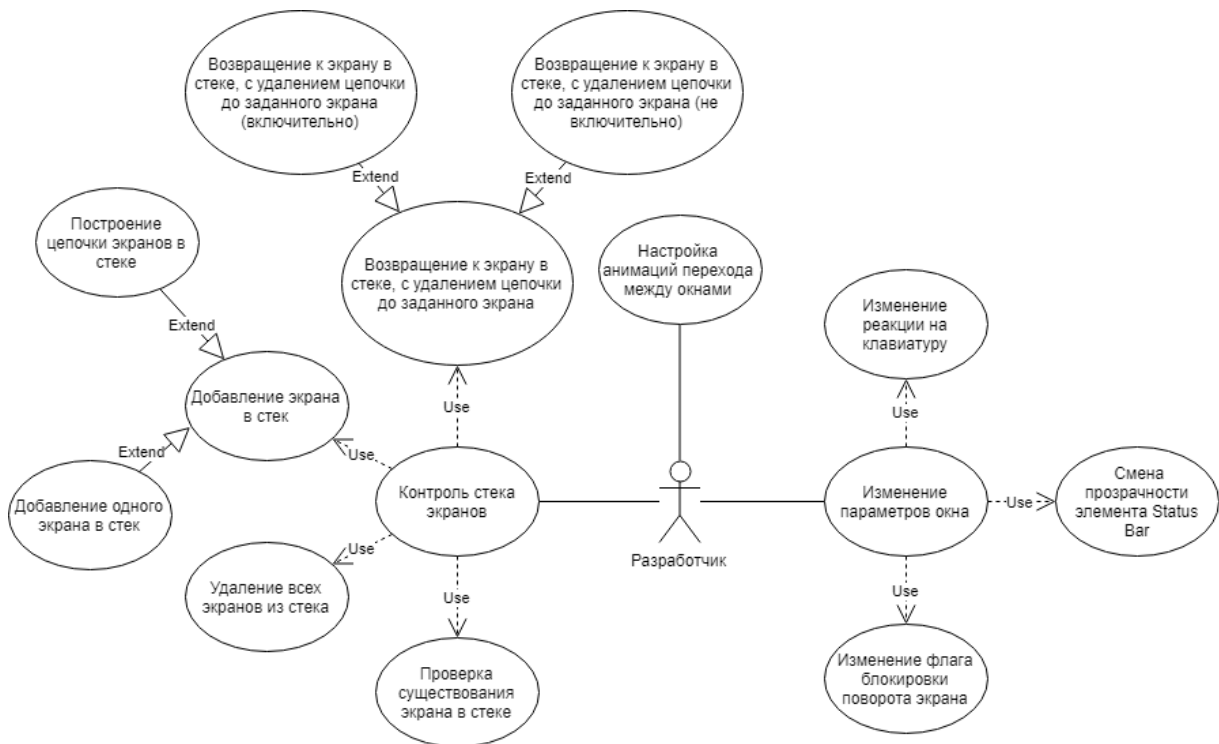 Возвращение к экрану в
стеке, с удалением цепочки
до заданного экрана
(включительно)
Возвращение к экрану в
стеке, с удалением цепочки
до заданного экрана (не
включительно)
Extend
Extend
Построение
цепочки экранов в
стеке
Возвращение к экрану в
стеке, с удалением цепочки
до заданного экрана
Настройка
анимаций перехода
между окнами
Изменение
реакции на
клавиатуру
Extend
Добавление экрана
в стек
Use
Use
Extend
Use
Добавление одного
экрана в стек
Контроль стека
экранов
Разработчик
Изменение
параметров окна
Use
Смена
прозрачности
элемента Status
Bar
Use
Удаление всех
экранов из стека
Use
Use
Проверка
существования
экрана в стеке
Изменение флага
блокировки
поворота экрана